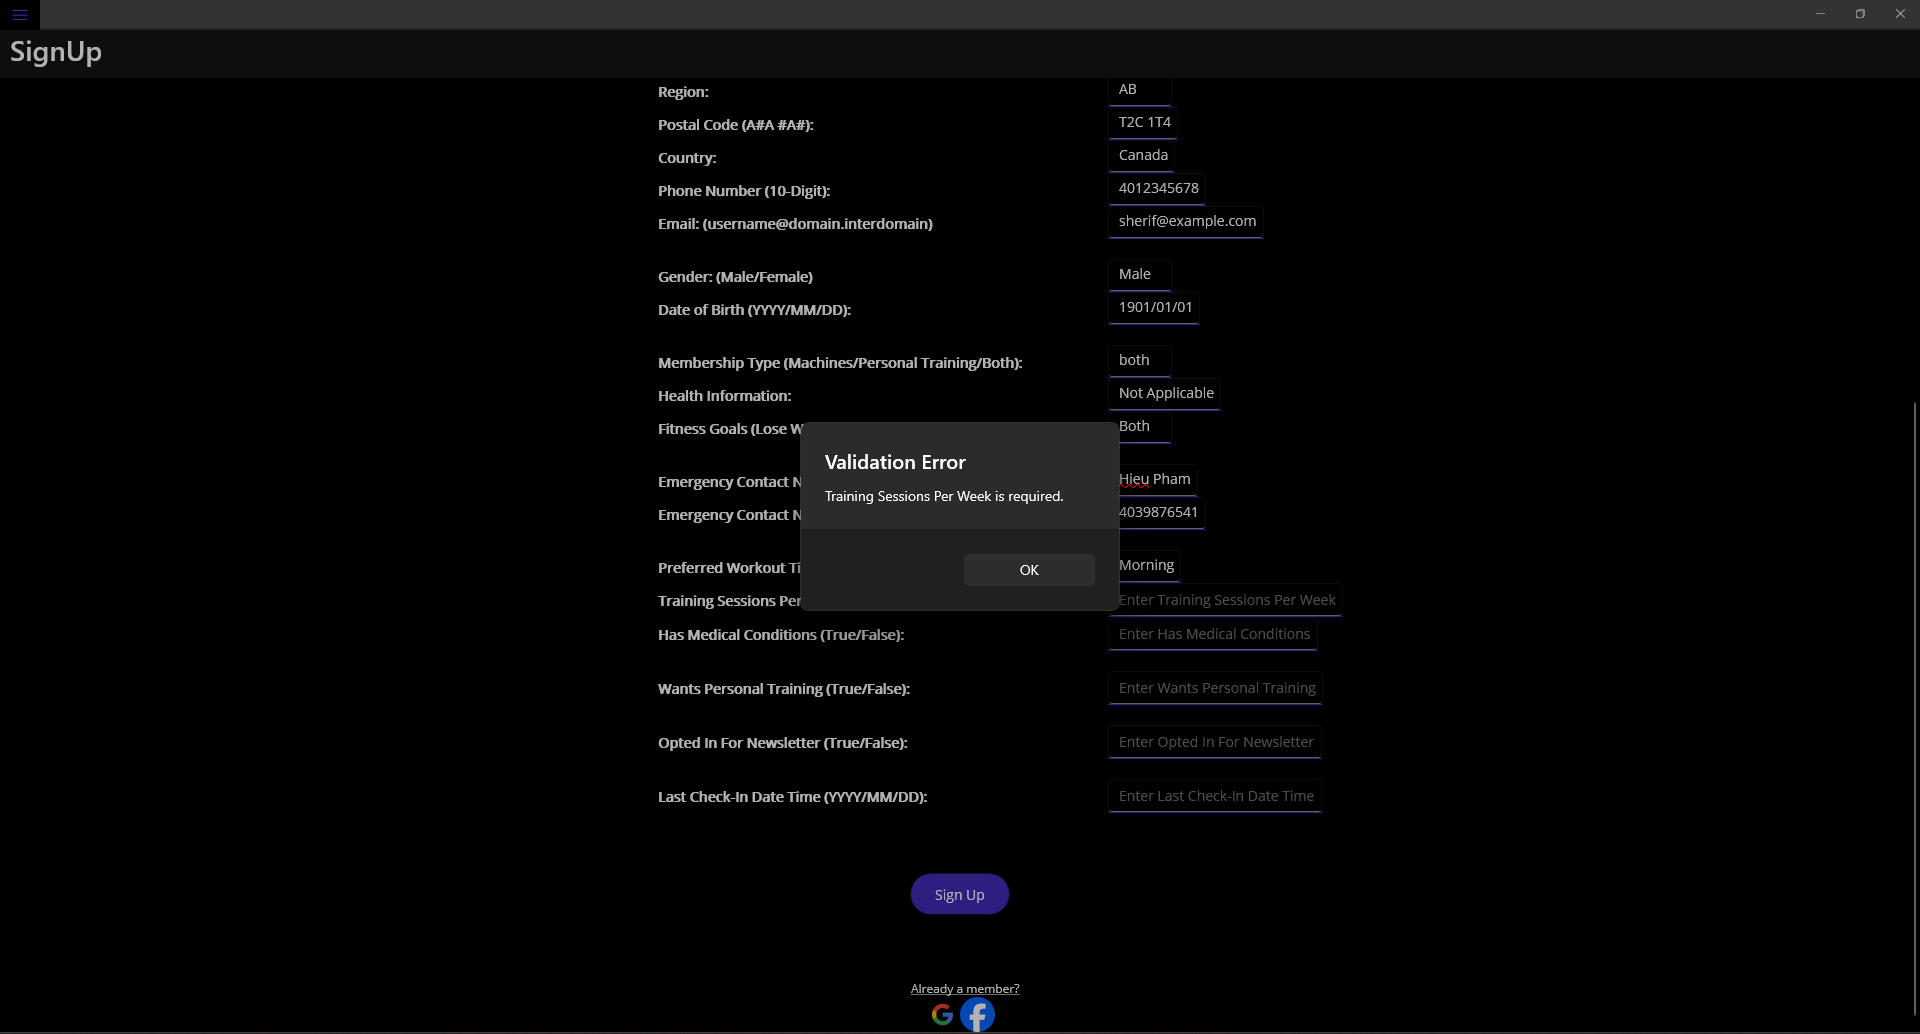 SignUp
Region: AB
Postal Code (A#A #A#): T2C 1T4
Country: Canada
Phone Number (10-Digit): 4012345678
Email: (username@domain.interdomain) sherif@example.com
Gender: (Male/Female) Male
Date of Birth (YYYY/MM/DD): 1901/01/01
Membership Type (Machines/Personal Training/Both): both
Health Information: Not Applicable
Fitness Goals (Lose Both
Validation Error
Training Sessions Per Week is required.
OK
Emergency Contact Hieu Pham
Emergency Contact 4039876541
Preferred Workout Morning
Training Sessions Per Enter Training Sessions Per Week
Has Medical Conditions (True/False): Enter Has Medical Conditions
Wants Personal Training (True/False): Enter Wants Personal Training
Opted In For Newsletter (True/False): Enter Opted In For Newsletter
Last Check-In Date Time (YYYY/MM/DD): Enter Last Check-In Date Time
Sign Up
Already a member?